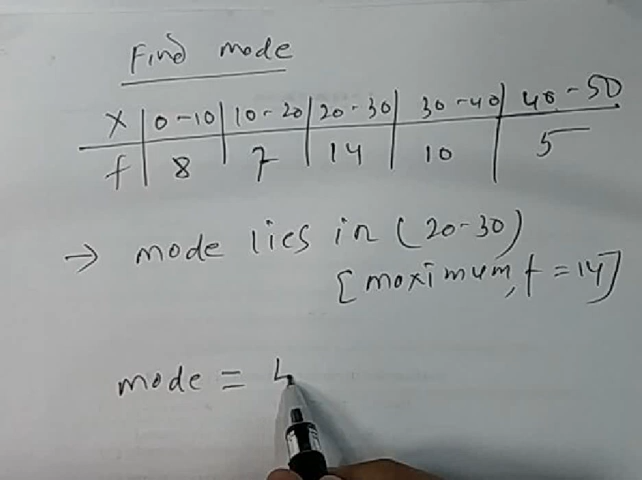 Find mode
X 0-10 10-20 20-30 30-40 40-50
f 8 7 14 10 5
→ mode lies in (20-30)
[maximum, f = 14]
mode = L